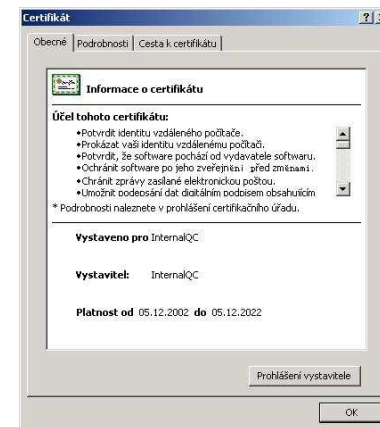 Certifikát
Obecné Podrobnosti Cesta k certifikátu
Informace o certifikátu
Účel tohoto certifikátu:
•Potvrdit identitu vzdáleného počítače.
•Prokázat vaši identitu vzdálenému počítači.
•Potvrdit, že software pochází od vydavatele softwaru.
•Ochránit software po jeho zveřejnění před změnami.
•Chránit zprávy zasílané elektronickou poštou.
•Umožnit podepsání dat digitálním podpisem obsahujícím
* Podrobnosti naleznete v prohlášení certifikačního úřadu.
Vystaveno pro InternalQC
Vystavitel: InternalQC
Platnost od 05.12.2002 do 05.12.2022
Prohlášení vystavitele
OK